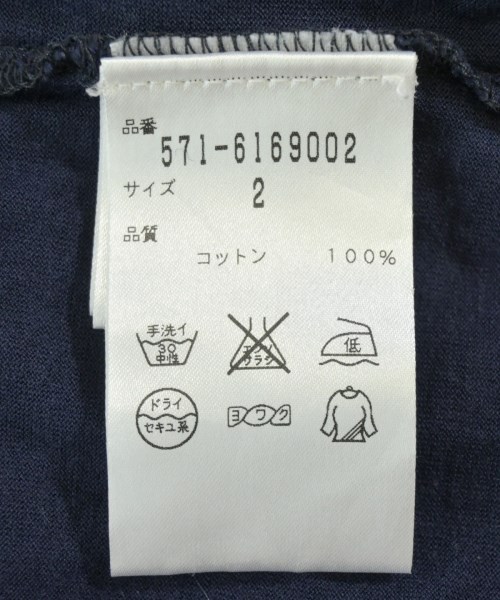 品番
571-6169002
サイズ 2
品質
コットン 100%
手洗イ
30
中性
エンソ
サラシ
低
ドライ
セキユ系
ヨワク